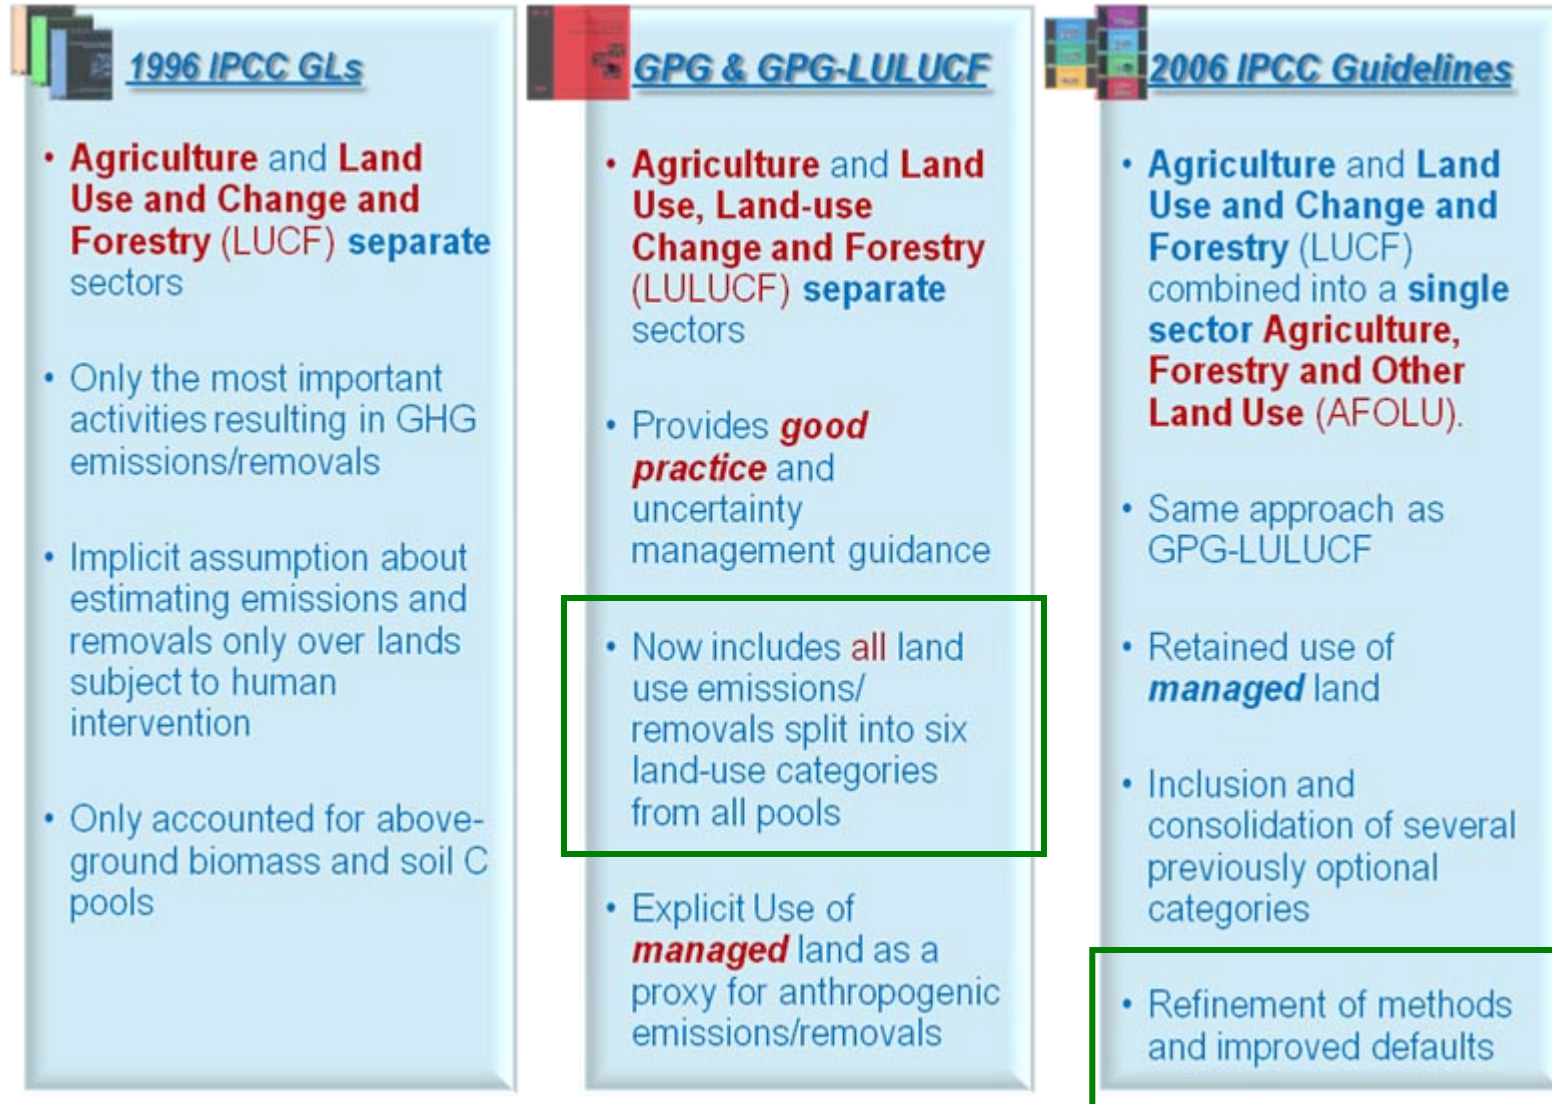 1996 IPCC GLs
• Agriculture and Land
Use and Change and
Forestry (LUCF) separate
sectors
• Only the most important
activities resulting in GHG
emissions/removals
• Implicit assumption about
estimating emissions and
removals only over lands
subject to human
intervention
• Only accounted for above-
ground biomass and soil C
pools
GPG & GPG-LULUCF
• Agriculture and Land
Use, Land-use
Change and Forestry
(LULUCF) separate
sectors
• Provides good
practice and
uncertainty
management guidance
• Now includes all land
use emissions/
removals split into six
land-use categories
from all pools
• Explicit Use of
managed land as a
proxy for anthropogenic
emissions/removals
2006 IPCC Guidelines
• Agriculture and Land
Use and Change and
Forestry (LUCF)
combined into a single
sector Agriculture,
Forestry and Other
Land Use (AFOLU).
• Same approach as
GPG-LULUCF
• Retained use of
managed land
• Inclusion and
consolidation of several
previously optional
categories
• Refinement of methods
and improved defaults